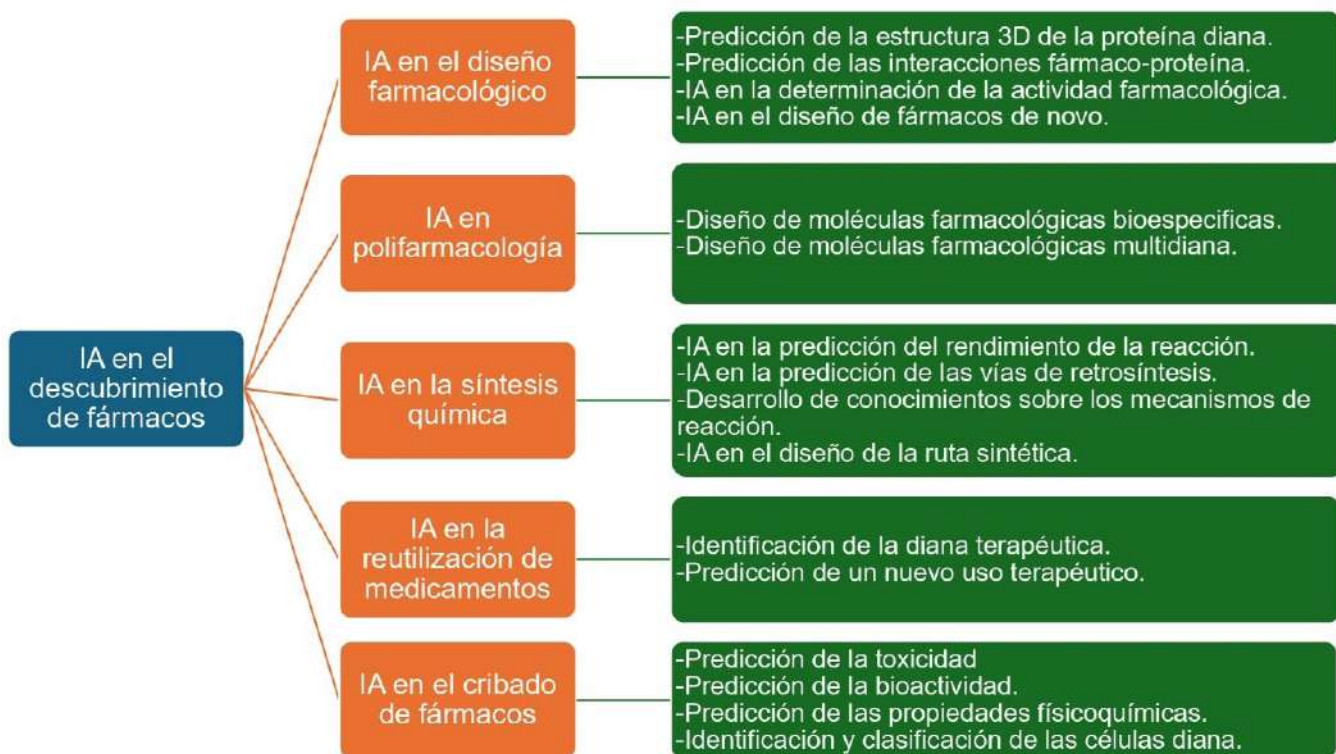 IA en el
descubrimiento
de fármacos
IA en el diseño
farmacológico
-Predicción de la estructura 3D de la proteína diana.
-Predicción de las interacciones fármaco-proteína.
-IA en la determinación de la actividad farmacológica.
-IA en el diseño de fármacos de novo.
IA en
polifarmacología
-Diseño de moléculas farmacológicas bioespecificas.
-Diseño de moléculas farmacológicas multidiana.
IA en la síntesis
química
-IA en la predicción del rendimiento de la reacción.
-IA en la predicción de las vías de retrosíntesis.
-Desarrollo de conocimientos sobre los mecanismos de
reacción.
-IA en el diseño de la ruta sintética.
IA en la
reutilización de
medicamentos
-Identificación de la diana terapéutica.
-Predicción de un nuevo uso terapéutico.
IA en el cribado
de fármacos
-Predicción de la toxicidad
-Predicción de la bioactividad.
-Predicción de las propiedades físicoquímicas.
-Identificación y clasificación de las células diana.